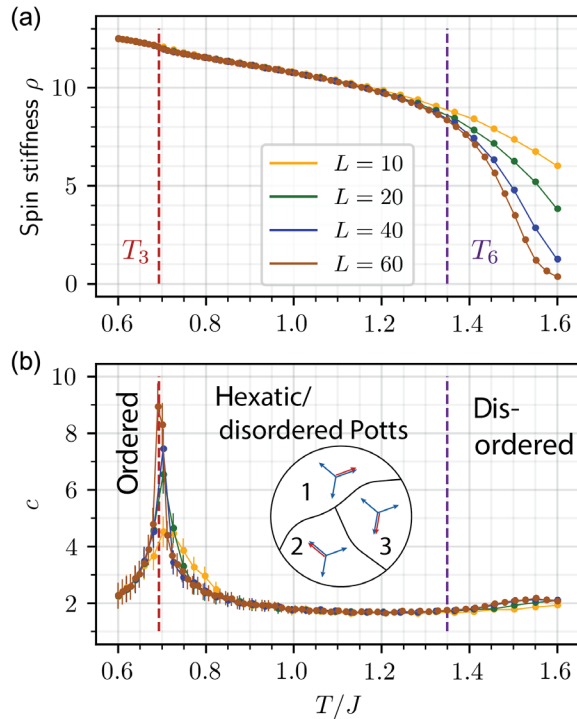 (a)
Spin stiffness ρ
10
5
0
T₃
T₆
L = 10
L = 20
L = 40
L = 60
0.6 0.8 1.0 1.2 1.4 1.6
(b)
c
10
8
6
4
2
Ordered
Hexatic/
disordered Potts
Dis-
ordered
1
2
3
0.6 0.8 1.0 1.2 1.4 1.6
T/J